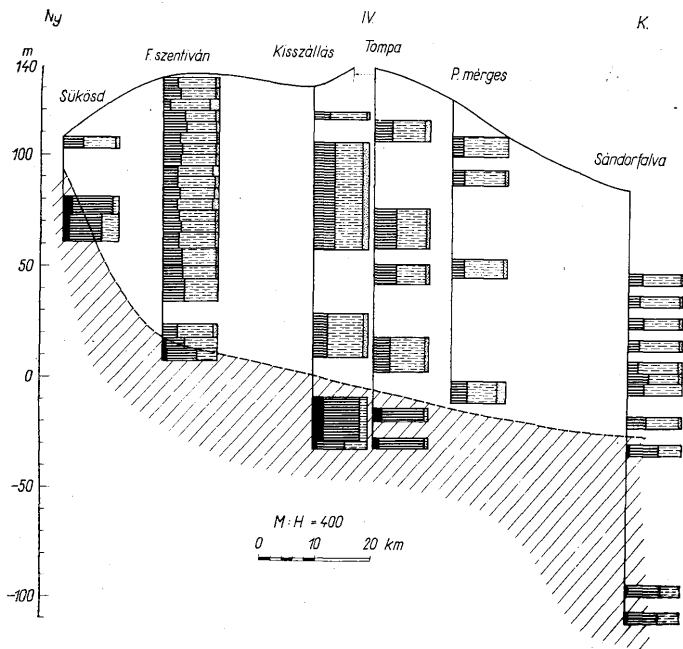 Ny IV. K.
m
140
100
50
0
-50
-100
Sükösd
F. szentiván
Kisszállás
Tompa
P. mérges
Sándorfalva
M:H = 400
0 10 20 km